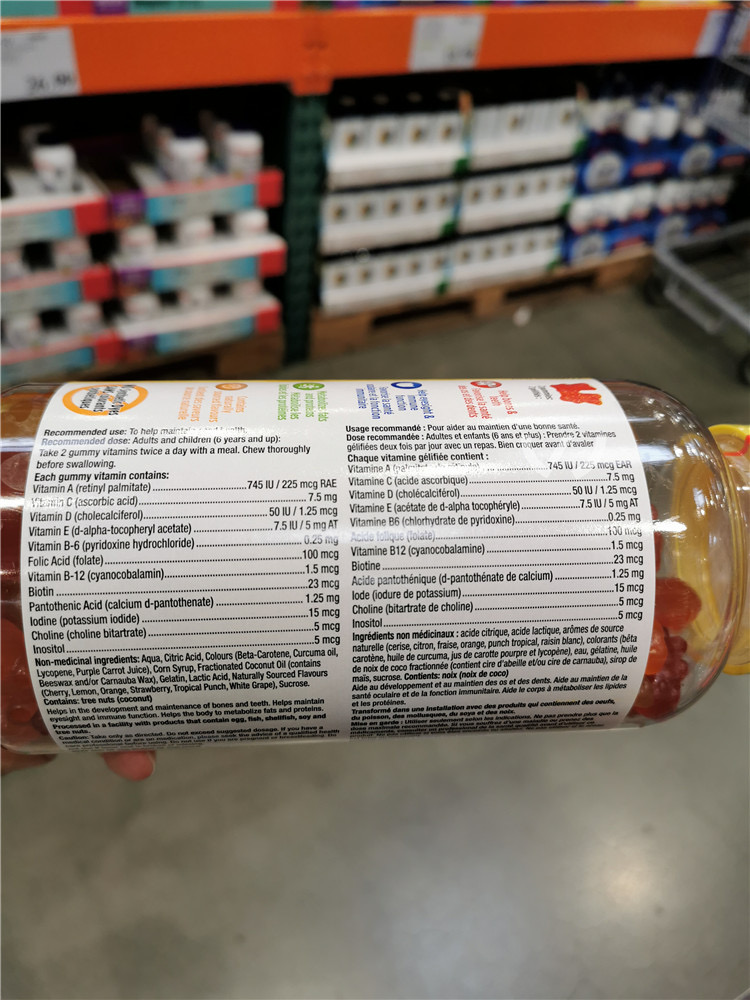 Recommended use: To help maintain
Recommended dose: Adults and children (6 years and up):
Take 2 gummy vitamins twice a day with a meal. Chew thoroughly
before swallowing.
Each gummy vitamin contains:
Vitamin A (retinyl palmitate) 745 IU / 225 mcg RAE
Vitamin C (ascorbic acid) 7.5 mg
Vitamin D (cholecalciferol) 50 IU / 1.25 mcg
Vitamin E (d-alpha-tocopheryl acetate) 7.5 IU / 5 mg AT
Vitamin B-6 (pyridoxine hydrochloride) 0.25 mg
Folic Acid (folate) 100 mcg
Vitamin B-12 (cyanocobalamin) 1.5 mcg
Biotin 23 mcg
Pantothenic Acid (calcium d-pantothenate) 1.25 mg
Iodine (potassium iodide) 15 mcg
Choline (choline bitartrate) 5 mcg
Inositol 5 mcg
Non-medicinal ingredients: Aqua, Citric Acid, Colours (Beta-Carotene, Curcuma oil,
Lycopene, Purple Carrot Juice), Corn Syrup, Fractionated Coconut Oil (contains
Beeswax and/or Carnauba Wax), Gelatin, Lactic Acid, Naturally Sourced Flavours
(Cherry, Lemon, Orange, Strawberry, Tropical Punch, White Grape), Sucrose.
Contains: tree nuts (coconut)
Helps in the development and maintenance of bones and teeth. Helps maintain
eyesight and immune function. Helps the body to metabolize fats and proteins.
Processed in a facility with products that contain egg, fish, shellfish, soy and
tree nuts.
Caution: Take only as directed. Do not exceed suggested dosage. If you have a
Usage recommandé : Pour aider au maintien d'une bonne santé.
Dose recommandée : Adultes et enfants (6 ans et plus) : Prendre 2 vitamines
gélifiées deux fois par jour avec un repas. Bien croquer avant d'avaler
Chaque vitamine gélifiée contient :
Vitamine A 745 IU / 225 mcg EAR
Vitamine C (acide ascorbique) 7.5 mg
Vitamine D (cholécalciférol) 50 IU / 1.25 mcg
Vitamine E (acétate de d-alpha tocophéryle) 7.5 IU / 5 mg AT
Vitamine B6 (chlorhydrate de pyridoxine) 0.25 mg
Acide folique (folate) 100 mcg
Vitamine B12 (cyanocobalamine) 1.5 mcg
Biotine 23 mcg
Acide pantothénique (d-pantothénate de calcium) 1.25 mg
Iode (iodure de potassium) 15 mcg
Choline (bitartrate de choline) 5 mcg
Inositol 5 mcg
Ingrédients non médicinaux : acide citrique, acide lactique, arômes de source
naturelle (cerise, citron, fraise, orange, punch tropical, raisin blanc), colorants (bêta
carotène, huile de curcuma, jus de carotte pourpre et lycopène), eau, gélatine, huile
de noix de coco fractionnée (contient cire d'abeille et/ou cire de carnauba), sirop de
maïs, sucrose. Contient: noix (noix de coco)
Aide au développement et au maintien des os et des dents. Aide au maintien de la
santé oculaire et de la fonction immunitaire. Aide le corps à métaboliser les lipides
et les protéines.
Transformé dans une installation avec des produits qui contiennent des oeufs,
du poisson, des mollusques, du soya et des noix.